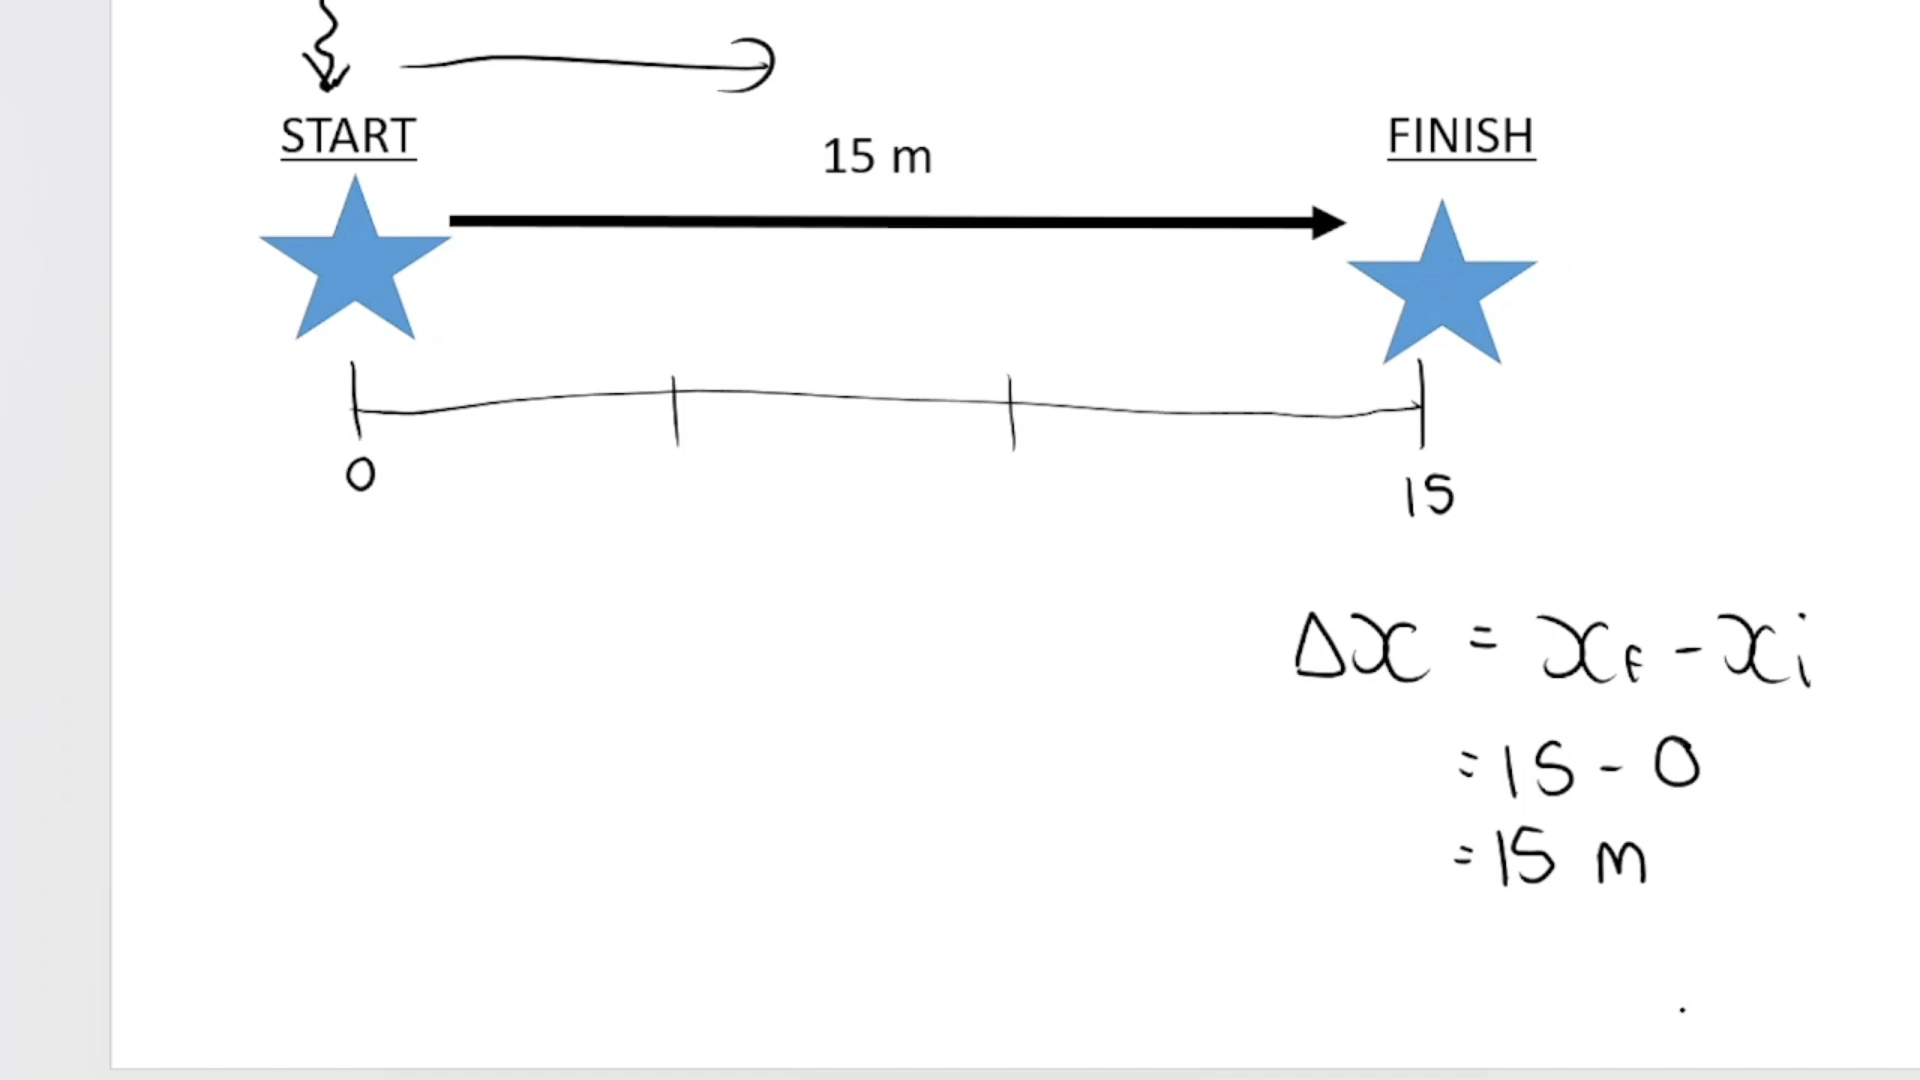 START
15 m
FINISH
0
15
Δx = xF - xi
= 15 - 0
= 15 m